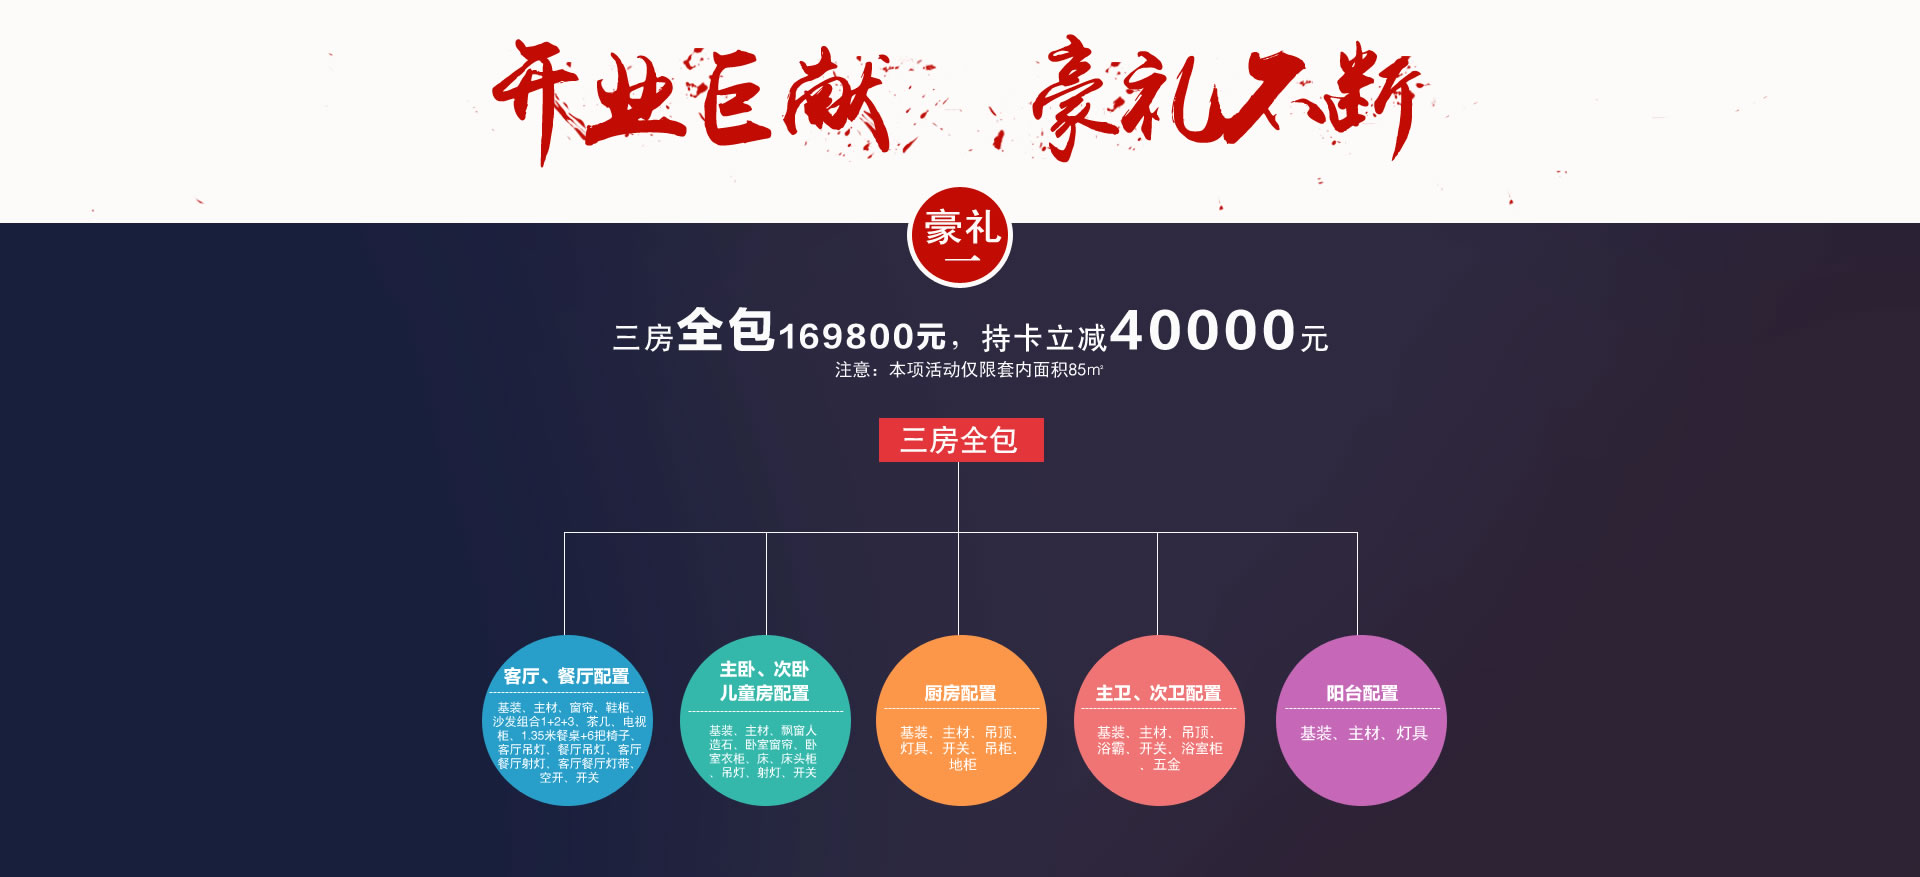 开业巨献 豪礼不断
豪礼
一
三房全包169800元，持卡立减40000元
注意：本项活动仅限套内面积85㎡
三房全包
客厅、餐厅配置
基装、主材、窗帘、鞋柜、
沙发组合1+2+3、茶几、电视
柜、1.35米餐桌+6把椅子、
客厅吊灯、餐厅吊灯、客厅
餐厅射灯、客厅餐厅灯带、
空开、开关
主卧、次卧
儿童房配置
基装、主材、飘窗人
造石、卧室窗帘、卧
室衣柜、床、床头柜
、吊灯、射灯、开关
厨房配置
基装、主材、吊顶、
灯具、开关、吊柜、
地柜
主卫、次卫配置
基装、主材、吊顶、
浴霸、开关、浴室柜
、五金
阳台配置
基装、主材、灯具